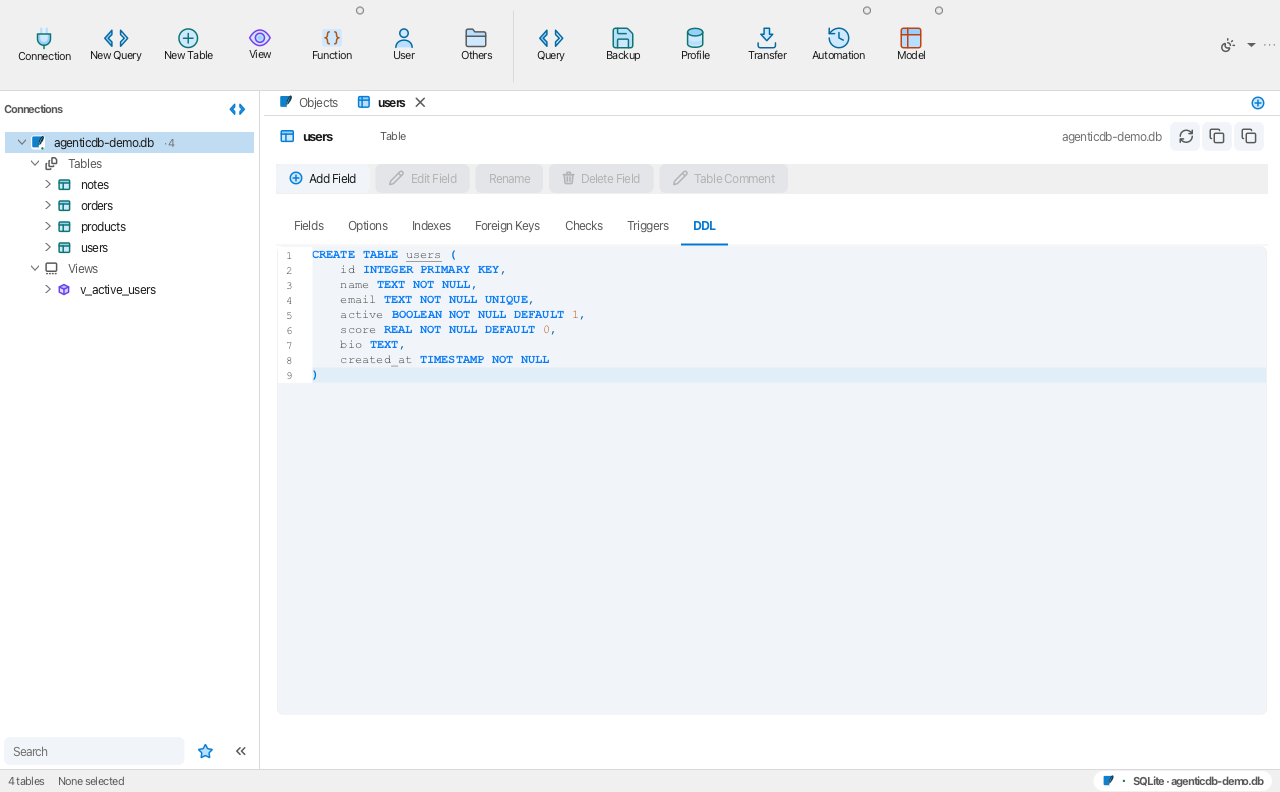 Connection
New Query
New Table
View
Function
User
Others
Query
Backup
Profile
Transfer
Automation
Model
Connections
agenticdb-demo.db · 4
Tables
notes
orders
products
users
Views
v_active_users
Search
Objects
users
users
Table
agenticdb-demo.db
Add Field
Edit Field
Rename
Delete Field
Table Comment
Fields
Options
Indexes
Foreign Keys
Checks
Triggers
DDL
1 CREATE TABLE users (
2 id INTEGER PRIMARY KEY,
3 name TEXT NOT NULL,
4 email TEXT NOT NULL UNIQUE,
5 active BOOLEAN NOT NULL DEFAULT 1,
6 score REAL NOT NULL DEFAULT 0,
7 bio TEXT,
8 created_at TIMESTAMP NOT NULL
9 )
4 tables
None selected
· SQLite · agenticdb-demo.db